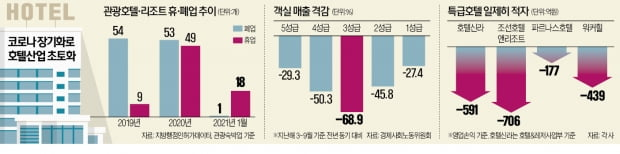 HOTEL
코로나 장기화로
호텔산업 초토화
관광호텔·리조트 휴·폐업 추이(단위:개)
폐업
휴업
54
9
53
49
1
18
2019년
2020년
2021년 1월
자료:지방행정인허가데이터, 관광숙박업 기준
객실 매출 격감(단위:%)
5성급
4성급
3성급
2성급
1성급
-29.3
-50.3
-68.9
-45.8
-27.4
※지난해 3~9월 기준 전년 동기 대비
자료:경제사회노동위원회
특급호텔 일제히 적자(단위:억원)
호텔신라
조선호텔
앤리조트
파르나스호텔
워커힐
-591
-706
-177
-439
※영업손익 기준. 호텔신라는 호텔&레저사업부 기준
자료:각 사